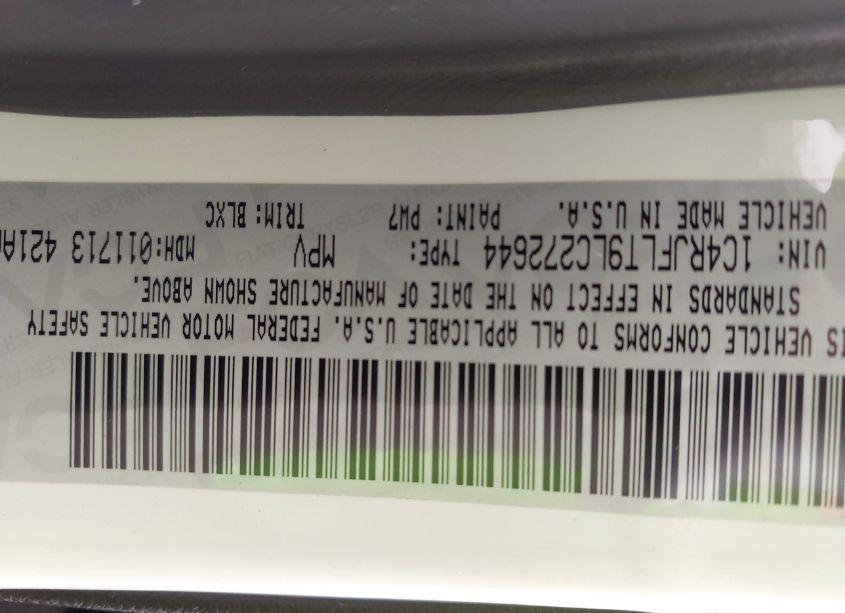 IS VEHICLE CONFORMS TO ALL APPLICABLE U.S.A. FEDERAL MOTOR VEHICLE SAFETY
STANDARDS IN EFFECT ON THE DATE OF MANUFACTURE SHOWN ABOVE.
VIN: 1C4RJFLT9LC272644 TYPE: MPV MDH:011713 421A
VEHICLE MADE IN U.S.A. PAINT: PW7 TRIM: BLXC